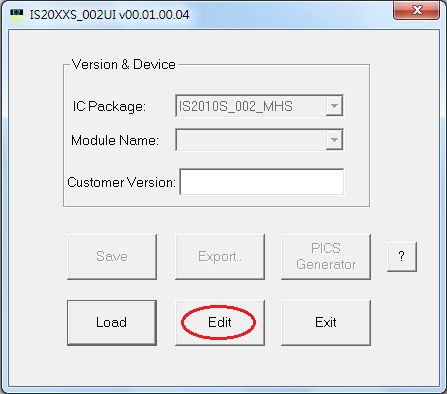 IS20XXS_002UI v00.01.00.04
Version & Device
IC Package: IS2010S_002_MHS
Module Name:
Customer Version:
Save Export.. PICS Generator ?
Load Edit Exit